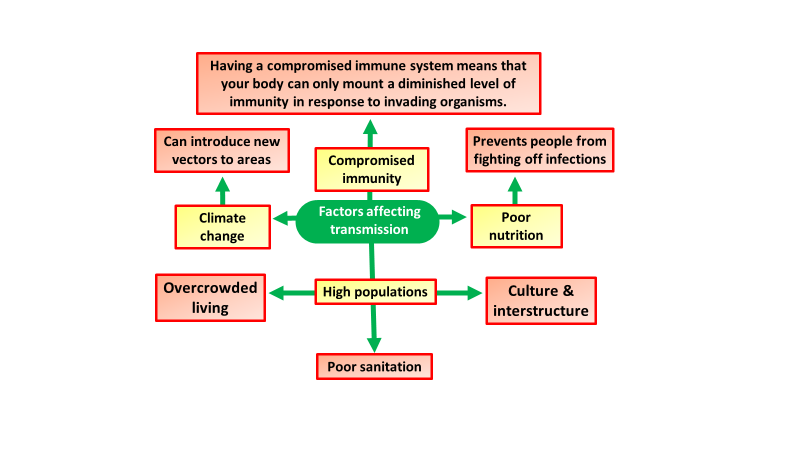 Having a compromised immune system means that
your body can only mount a diminished level of
immunity in response to invading organisms.
Can introduce new
vectors to areas
Compromised
immunity
Prevents people from
fighting off infections
Climate
change
Factors affecting
transmission
Poor
nutrition
Overcrowded
living
High populations
Culture &
interstructure
Poor sanitation